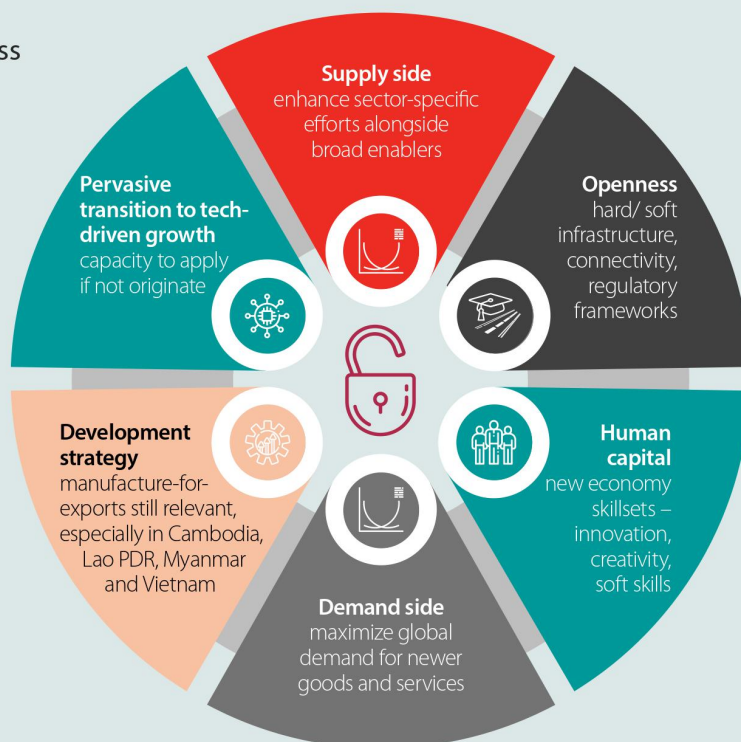 ss
Supply side
enhance sector-specific
efforts alongside
broad enablers
Openness
hard/ soft
infrastructure,
connectivity,
regulatory
frameworks
Human
capital
new economy
skillsets –
innovation,
creativity,
soft skills
Demand side
maximize global
demand for newer
goods and services
Development
strategy
manufacture-for-
exports still relevant,
especially in Cambodia,
Lao PDR, Myanmar
and Vietnam
Pervasive
transition to tech-
driven growth
capacity to apply
if not originate